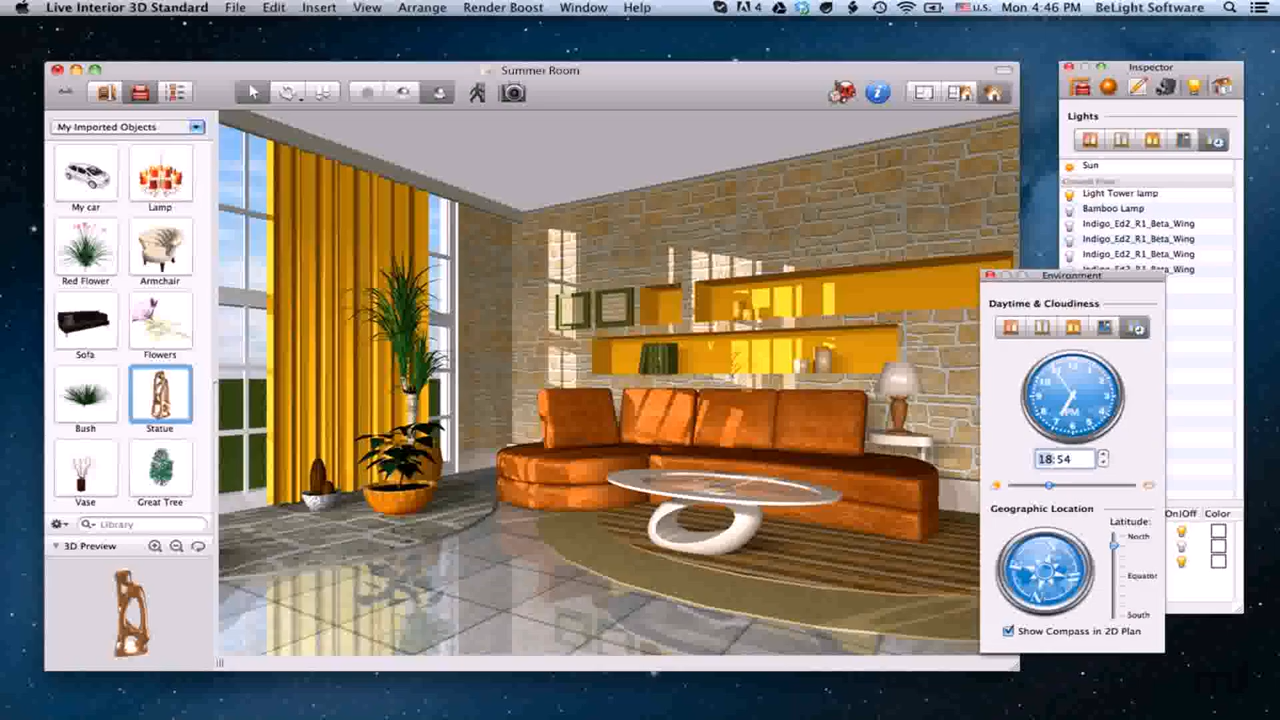 Live Interior 3D Standard File Edit Insert View Arrange Render Boost Window Help 4 U.S. Mon 4:46 PM BeLight Software
Summer Room
My Imported Objects
My car Lamp
Red Flower Armchair
Sofa Flowers
Bush Statue
Vase Great Tree
Library
3D Preview
Inspector
Lights
Sun
Light Tower lamp
Bamboo Lamp
Indigo_Ed2_R1_Beta_Wing
Indigo_Ed2_R1_Beta_Wing
Indigo_Ed2_R1_Beta_Wing
Indigo_Ed2_R1_Beta_Wing
On|Off Color
Environment
Daytime & Cloudiness
PM
18:54
Geographic Location
Latitude:
North
Equator
South
N
Show Compass in 2D Plan